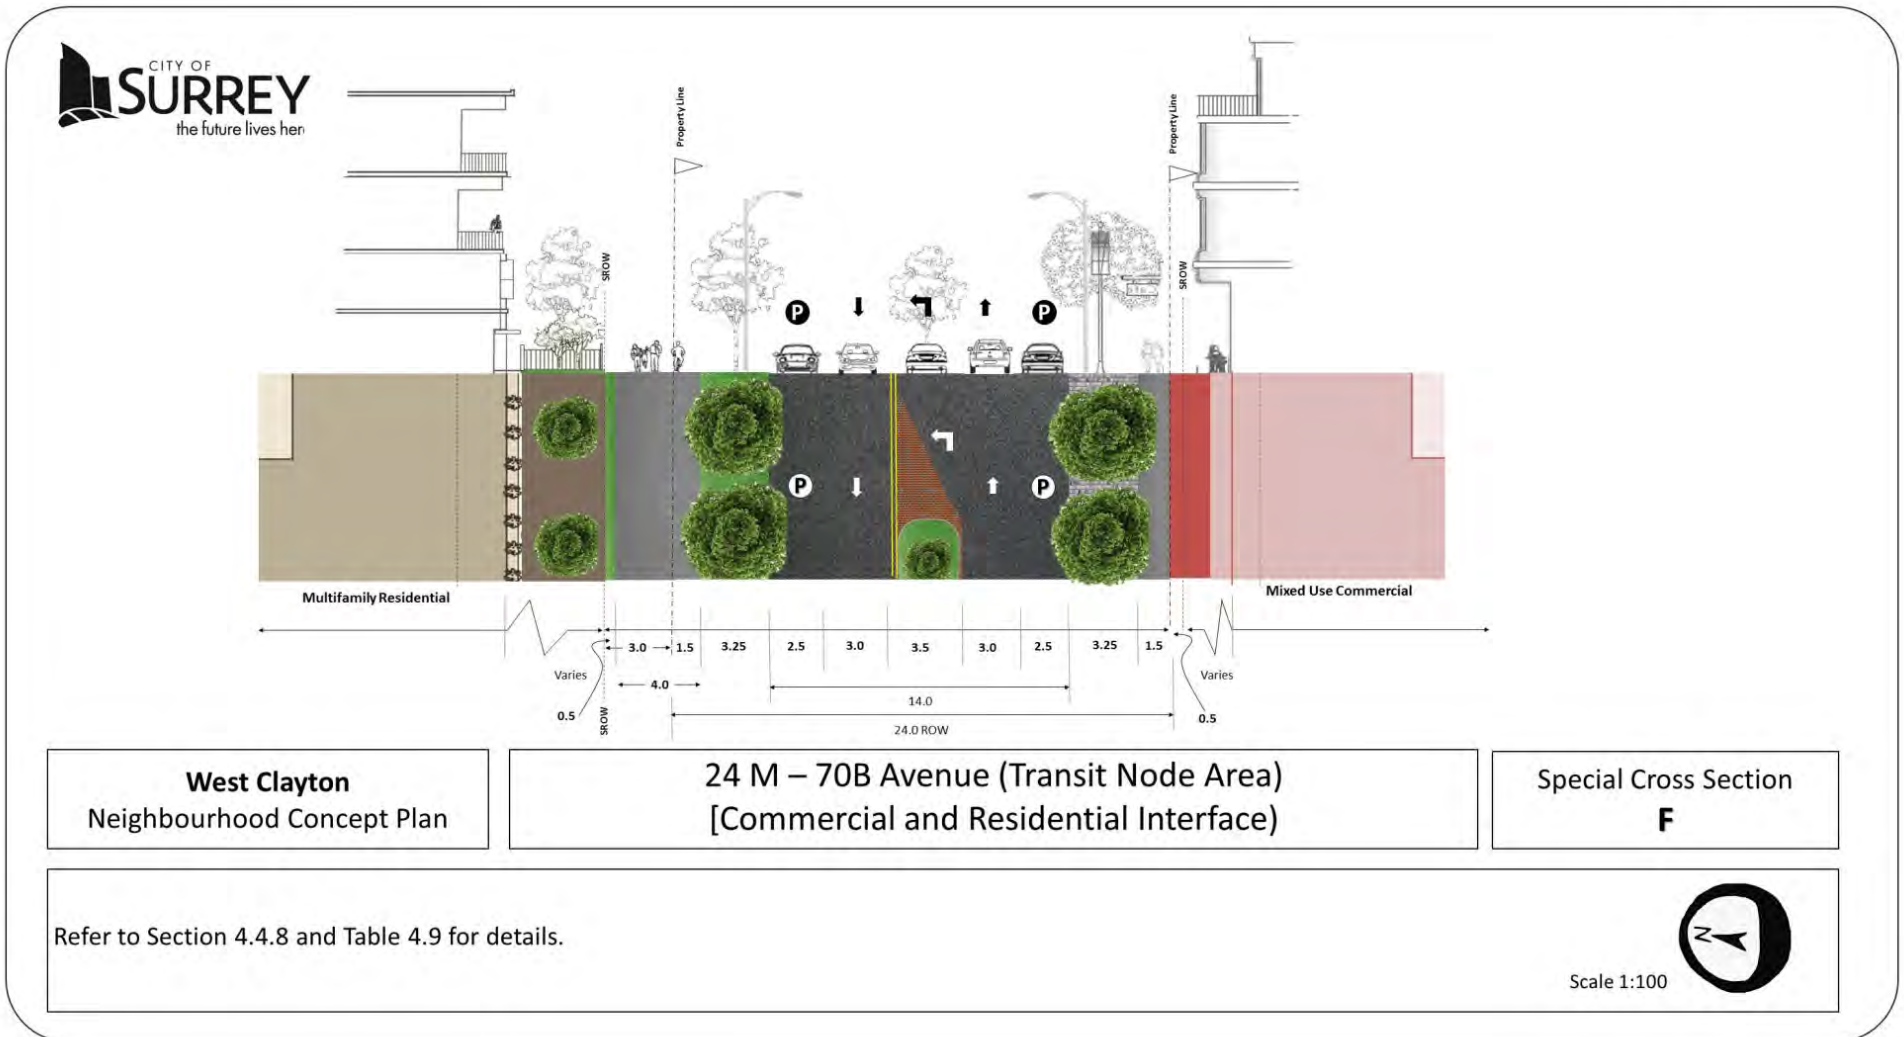 CITY OF
SURREY
the future lives her
Property Line
Property Line
SROW
SROW
P
P
P
P
Multifamily Residential
Mixed Use Commercial
3.0
1.5
3.25
2.5
3.0
3.5
3.0
2.5
3.25
1.5
Varies
Varies
4.0
14.0
0.5
SROW
0.5
24.0 ROW
West Clayton
Neighbourhood Concept Plan
24 M – 70B Avenue (Transit Node Area)
[Commercial and Residential Interface)
Special Cross Section
F
Refer to Section 4.4.8 and Table 4.9 for details.
N
Scale 1:100